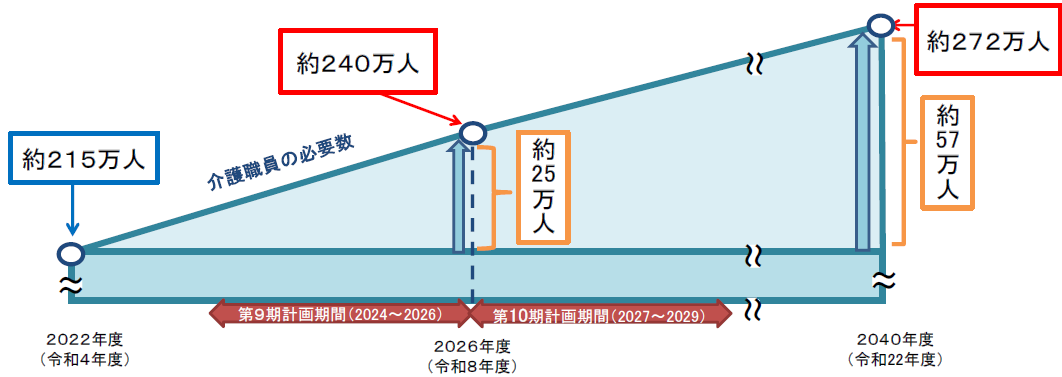 約272万人
約240万人
約57万人
介護職員の必要数
約25万人
約215万人
第9期計画期間（2024～2026）
第10期計画期間（2027～2029）
2022年度
（令和4年度）
2026年度
（令和8年度）
2040年度
（令和22年度）